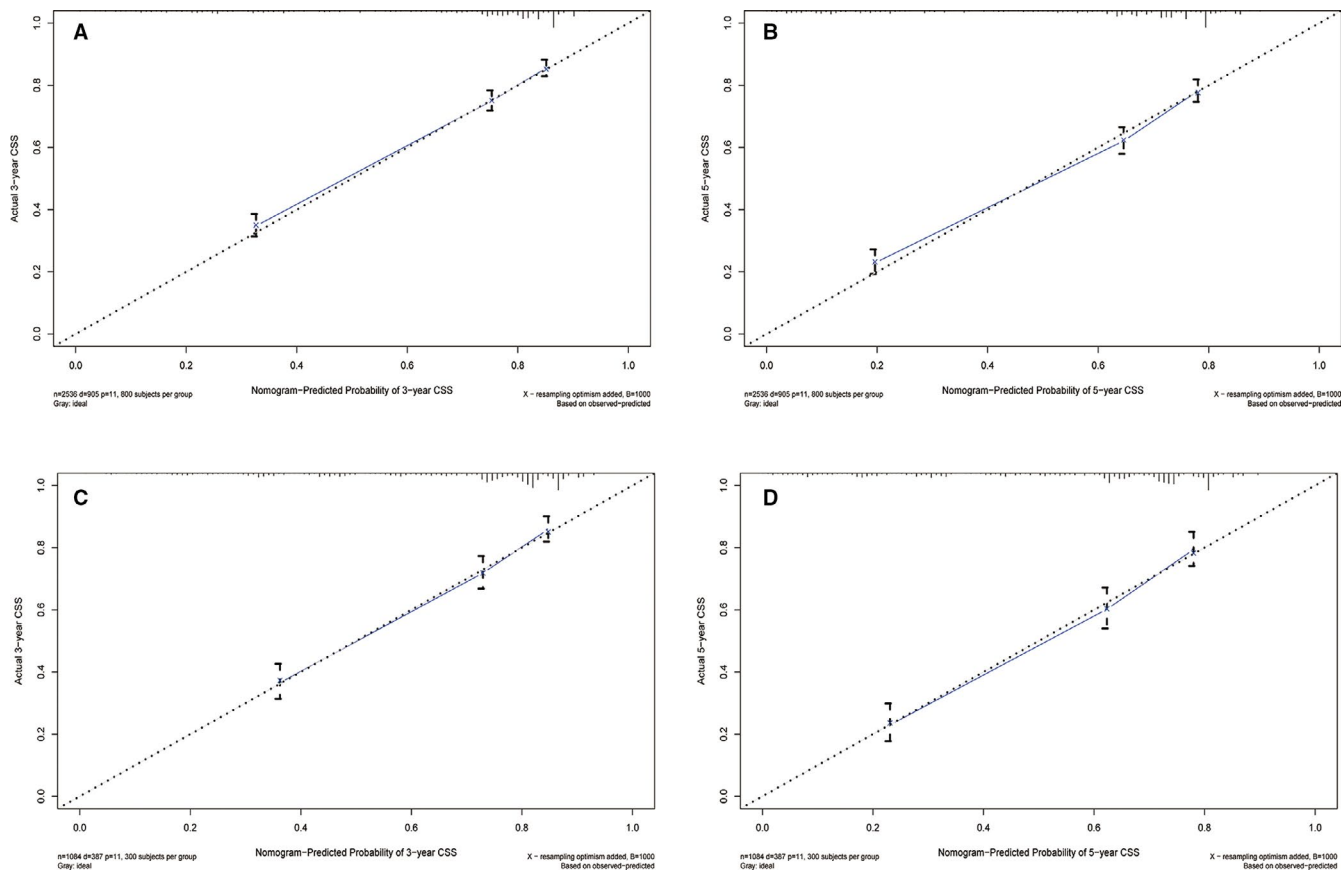 A
1.0
0.8
0.6
0.4
0.2
0.0
Actual 3−year CSS
0.0 0.2 0.4 0.6 0.8 1.0
Nomogram−Predicted Probability of 3−year CSS
n=2536 d=905 p=11, 800 subjects per group
Gray: ideal
X − resampling optimism added, B=1000
Based on observed−predicted
B
1.0
0.8
0.6
0.4
0.2
0.0
Actual 5−year CSS
0.0 0.2 0.4 0.6 0.8 1.0
Nomogram−Predicted Probability of 5−year CSS
n=2536 d=905 p=11, 800 subjects per group
Gray: ideal
X − resampling optimism added, B=1000
Based on observed−predicted
C
1.0
0.8
0.6
0.4
0.2
0.0
Actual 3−year CSS
0.0 0.2 0.4 0.6 0.8 1.0
Nomogram−Predicted Probability of 3−year CSS
n=1084 d=387 p=11, 300 subjects per group
Gray: ideal
X − resampling optimism added, B=1000
Based on observed−predicted
D
1.0
0.8
0.6
0.4
0.2
0.0
Actual 5−year CSS
0.0 0.2 0.4 0.6 0.8 1.0
Nomogram−Predicted Probability of 5−year CSS
n=1084 d=387 p=11, 300 subjects per group
Gray: ideal
X − resampling optimism added, B=1000
Based on observed−predicted